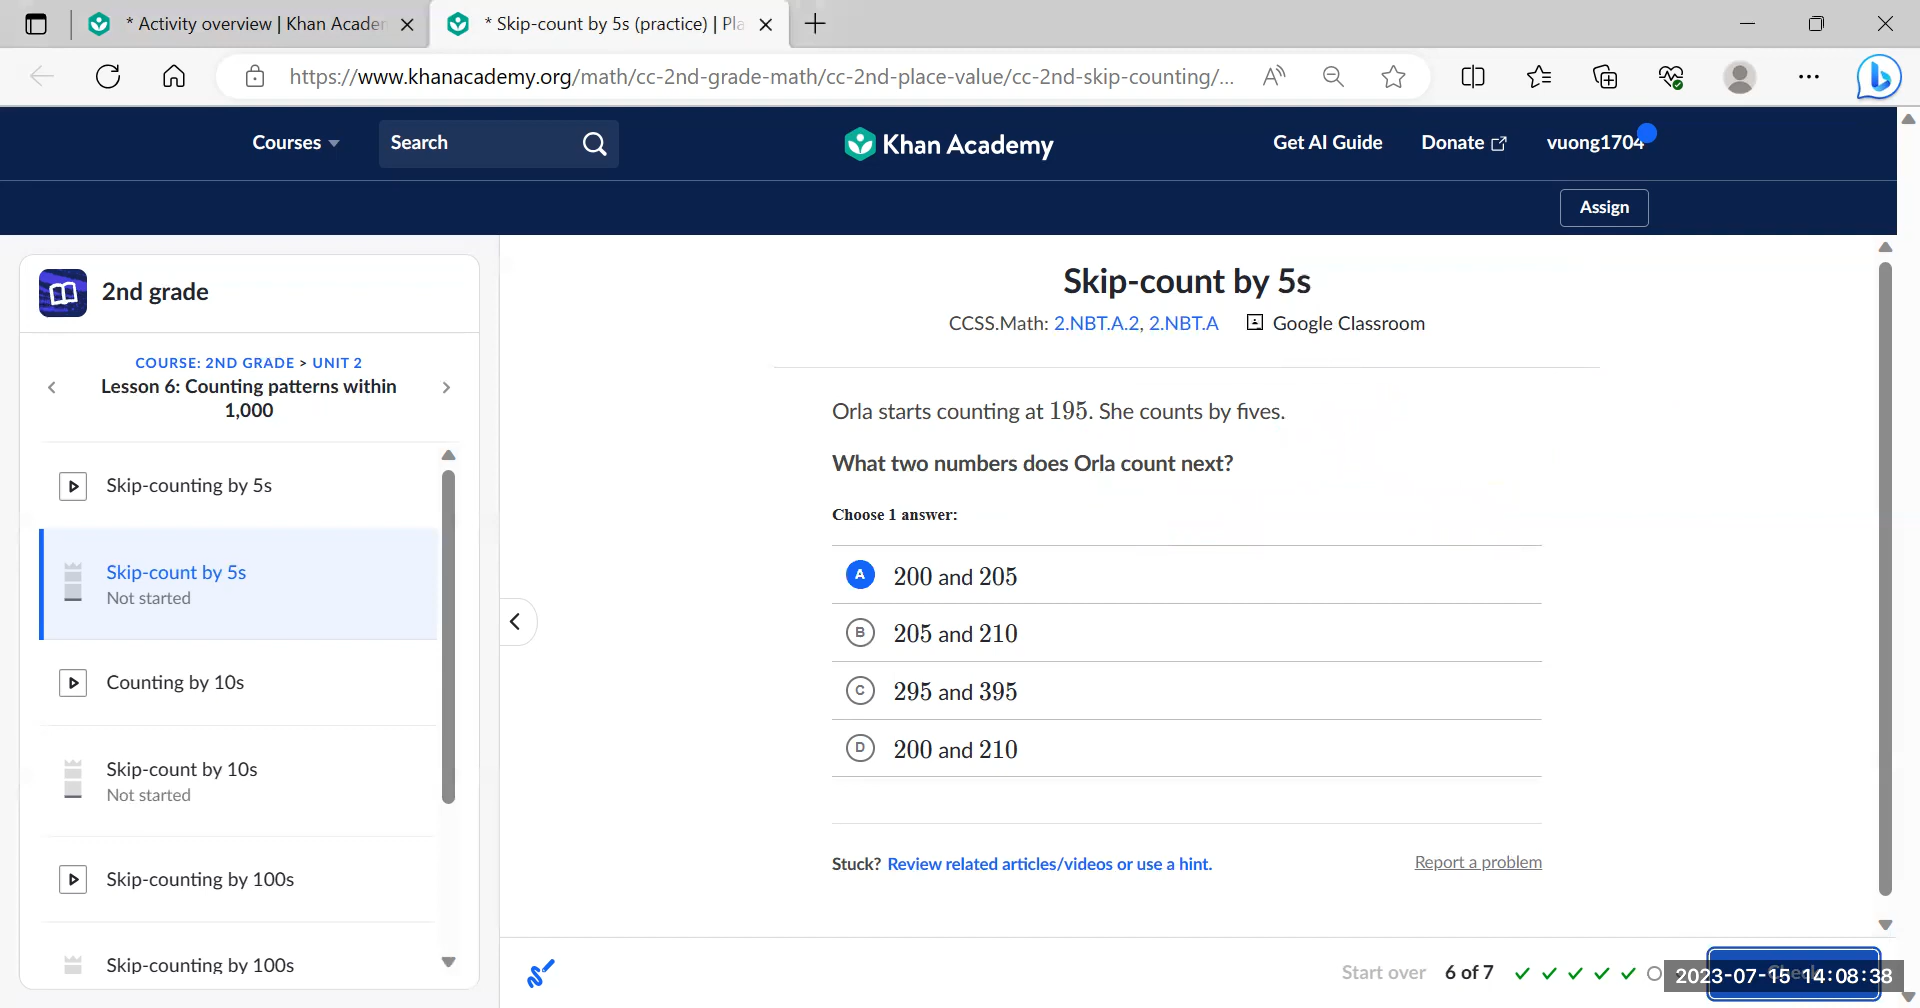 * Activity overview | Khan Academ
* Skip-count by 5s (practice) | Pla
https://www.khanacademy.org/math/cc-2nd-grade-math/cc-2nd-place-value/cc-2nd-skip-counting/...
Courses
Search
Khan Academy
Get AI Guide
Donate
vuong1704
Assign
2nd grade
COURSE: 2ND GRADE > UNIT 2
Lesson 6: Counting patterns within
1,000
Skip-counting by 5s
Skip-count by 5s
Not started
Counting by 10s
Skip-count by 10s
Not started
Skip-counting by 100s
Skip-counting by 100s
Skip-count by 5s
CCSS.Math: 2.NBT.A.2, 2.NBT.A
Google Classroom
Orla starts counting at 195. She counts by fives.
What two numbers does Orla count next?
Choose 1 answer:
A 200 and 205
B 205 and 210
C 295 and 395
D 200 and 210
Stuck? Review related articles/videos or use a hint.
Report a problem
Start over
6 of 7
2023-07-15 14:08:38